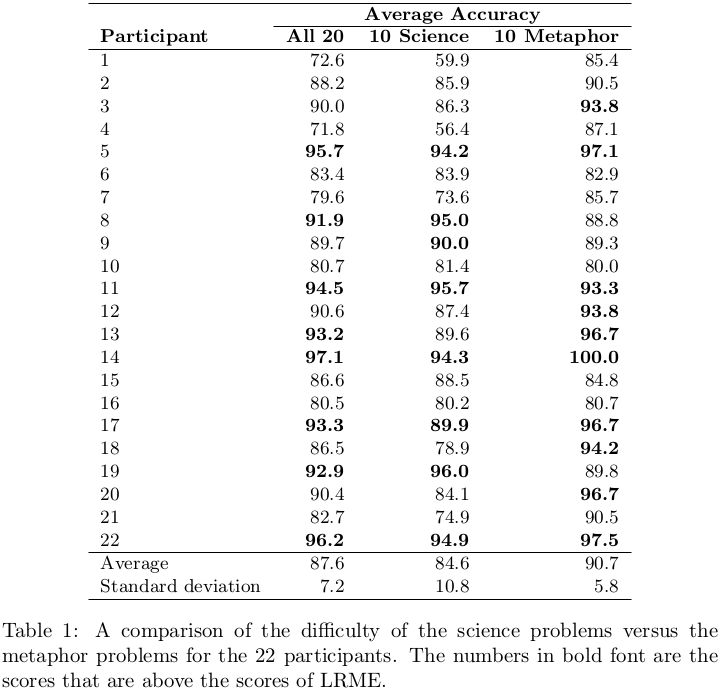 Average Accuracy
Participant All 20 10 Science 10 Metaphor
1 72.6 59.9 85.4
2 88.2 85.9 90.5
3 90.0 86.3 93.8
4 71.8 56.4 87.1
5 95.7 94.2 97.1
6 83.4 83.9 82.9
7 79.6 73.6 85.7
8 91.9 95.0 88.8
9 89.7 90.0 89.3
10 80.7 81.4 80.0
11 94.5 95.7 93.3
12 90.6 87.4 93.8
13 93.2 89.6 96.7
14 97.1 94.3 100.0
15 86.6 88.5 84.8
16 80.5 80.2 80.7
17 93.3 89.9 96.7
18 86.5 78.9 94.2
19 92.9 96.0 89.8
20 90.4 84.1 96.7
21 82.7 74.9 90.5
22 96.2 94.9 97.5
Average 87.6 84.6 90.7
Standard deviation 7.2 10.8 5.8
Table 1: A comparison of the difficulty of the science problems versus the
metaphor problems for the 22 participants. The numbers in bold font are the
scores that are above the scores of LRME.